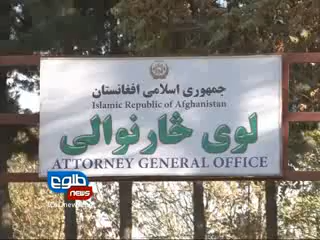 جمهوری اسلامی افغانستان
Islamic Republic of Afghanistan
لوی څارنوالی
ATTORNEY GENERAL OFFICE
طلوع
NEWS